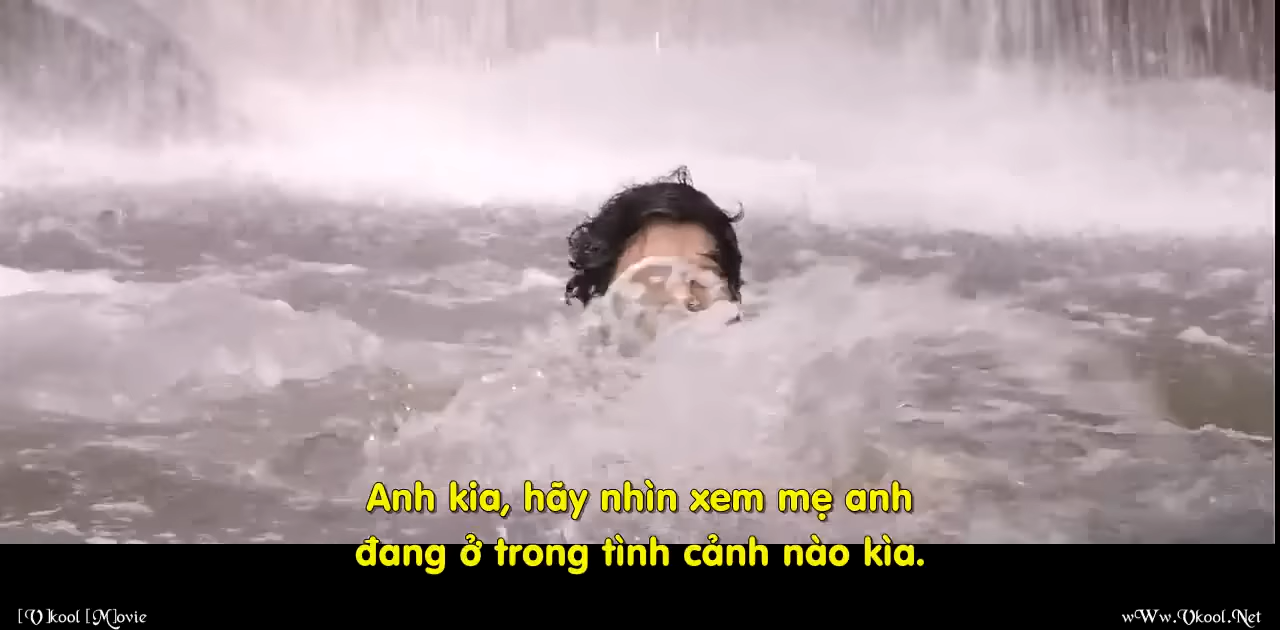 Anh kia, hãy nhìn xem mẹ anh
đang ở trong tình cảnh nào kìa.
[V]kool [M]ovie
wWw.Vkool.Net